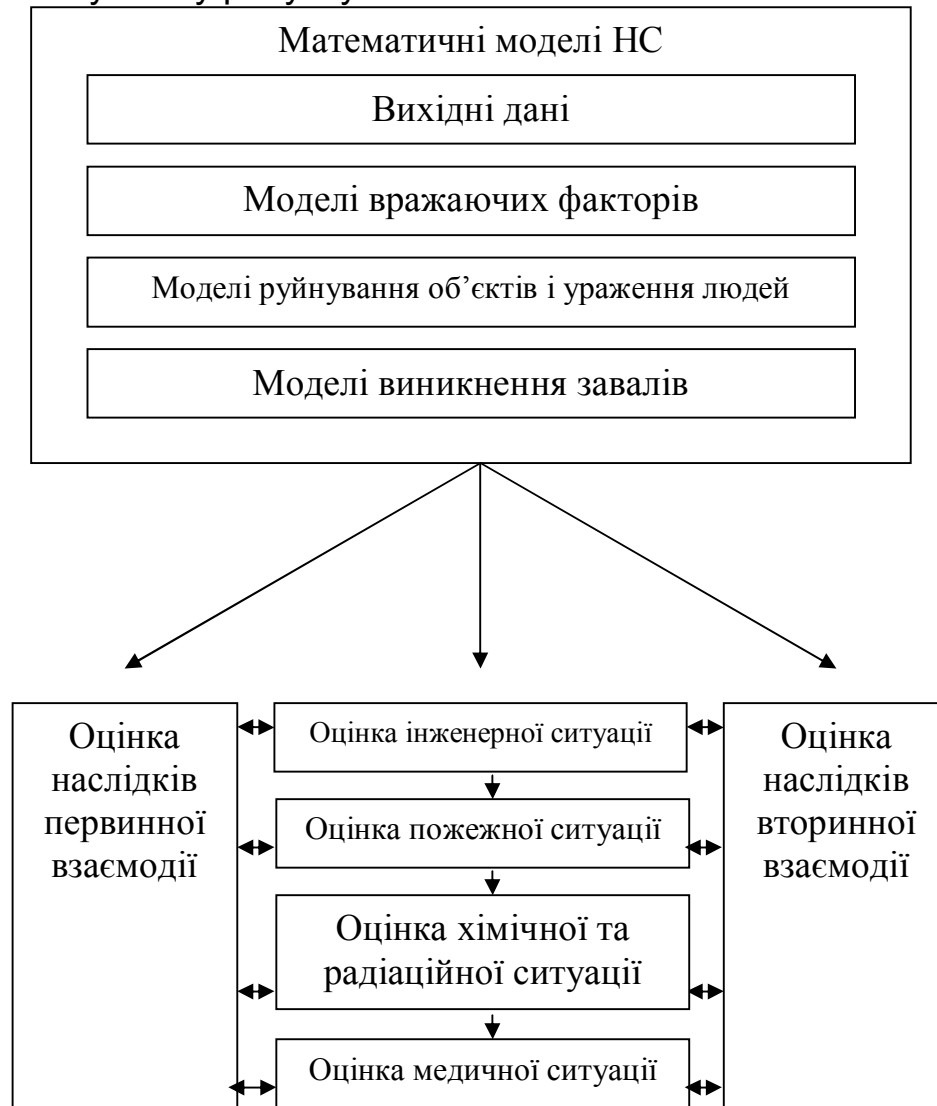 Математичні моделі НС
Вихідні дані
Моделі вражаючих факторів
Моделі руйнування об’єктів і ураження людей
Моделі виникнення завалів
Оцінка
наслідків
первинної
взаємодії
Оцінка інженерної ситуації
Оцінка пожежної ситуації
Оцінка хімічної та
радіаційної ситуації
Оцінка медичної ситуації
Оцінка
наслідків
вторинної
взаємодії